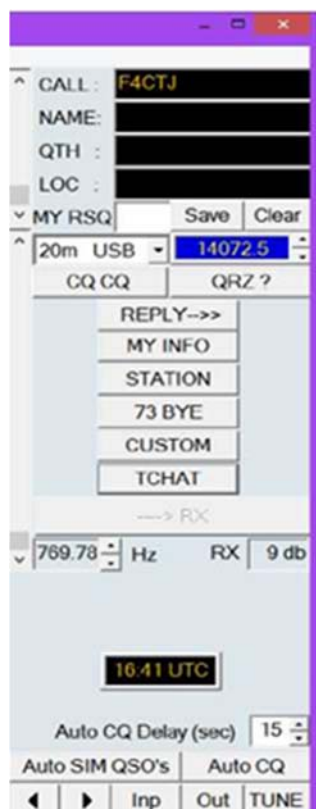 CALL : F4CTJ
NAME:
QTH :
LOC :
MY RSQ Save Clear
20m USB 14072.5
CQ CQ QRZ ?
REPLY-->>
MY INFO
STATION
73 BYE
CUSTOM
TCHAT
----> RX
769.78 Hz RX 9 db
16:41 UTC
Auto CQ Delay (sec) 15
Auto SIM QSO's Auto CQ
Inp Out TUNE